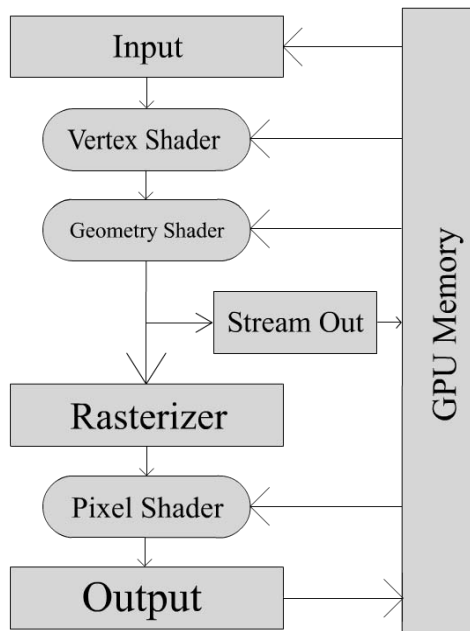 Input
Vertex Shader
Geometry Shader
Stream Out
Rasterizer
Pixel Shader
Output
GPU Memory